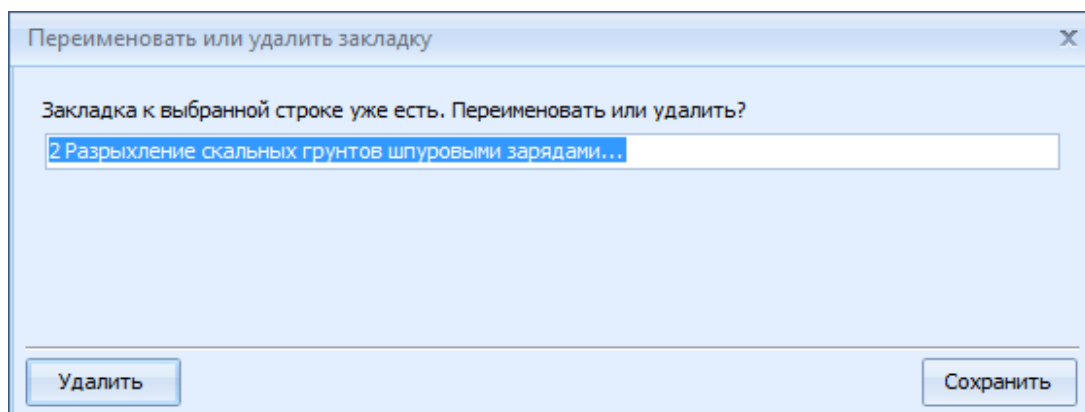 Переименовать или удалить закладку
Закладка к выбранной строке уже есть. Переименовать или удалить?
2 Разрыхление скальных грунтов шпуровыми зарядами...
Удалить
Сохранить